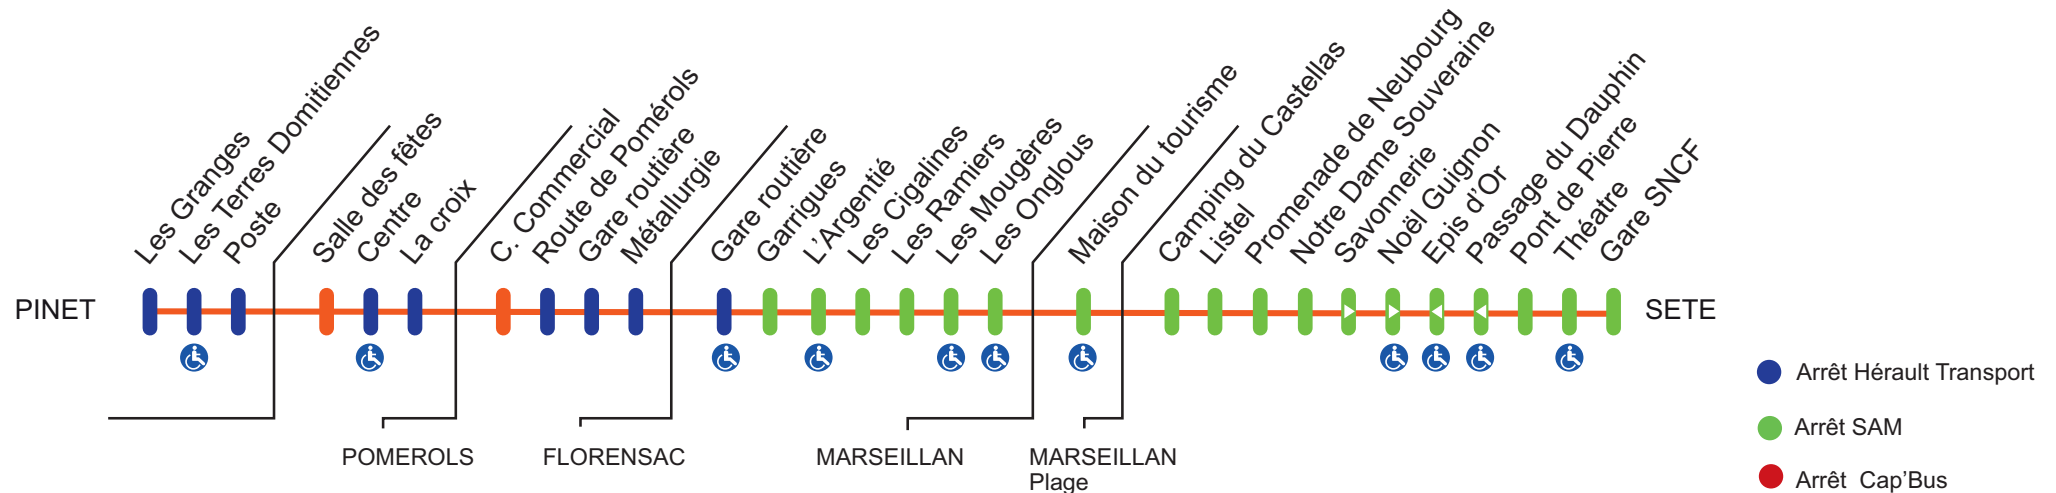 PINET
Les Granges
Les Terres Domitiennes
Poste
Salle des fêtes
Centre
La croix
C. Commercial
Route de Pomérols
Gare routière
Métallurgie
Gare routière
Garrigues
L'Argentié
Les Cigalines
Les Ramiers
Les Mougères
Les Onglous
Maison du tourisme
Camping du Castellas
Listel
Promenade de Neubourg
Notre Dame Souveraine
Savonnerie
Noël Guignon
Epis d'Or
Passage du Dauphin
Pont de Pierre
Théatre
Gare SNCF
SETE
POMEROLS
FLORENSAC
MARSEILLAN
MARSEILLAN
Plage
Arrêt Hérault Transport
Arrêt SAM
Arrêt Cap'Bus